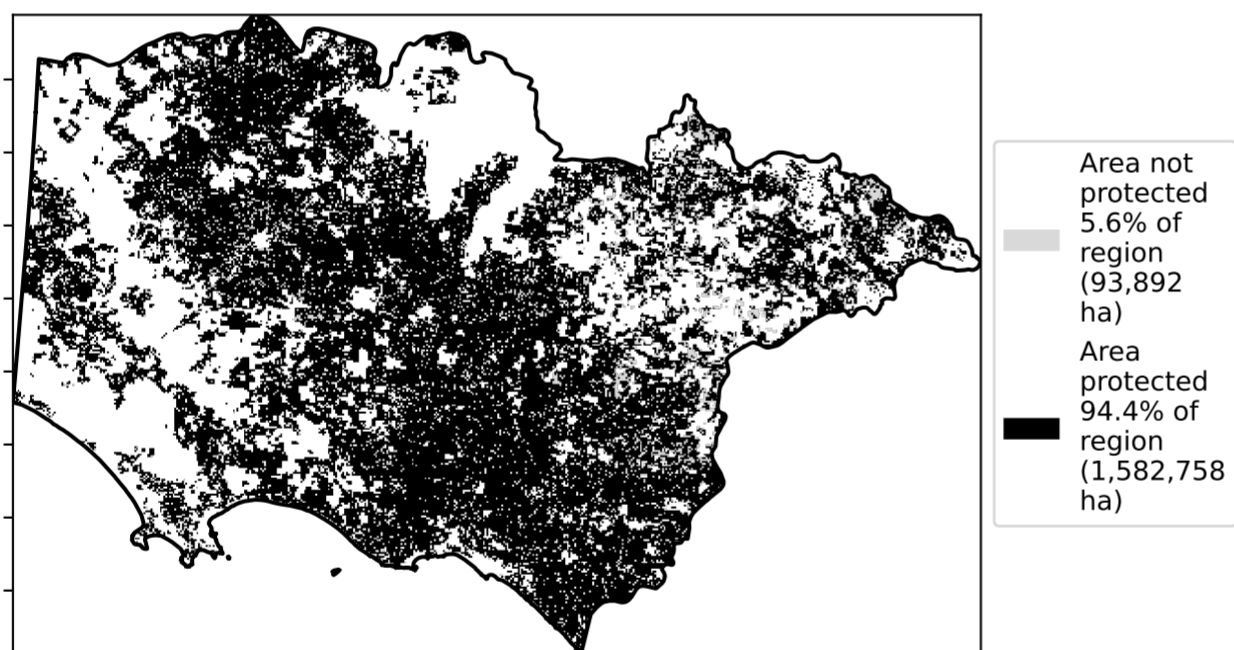 Area not
protected
5.6% of
region
(93,892
ha)
Area
protected
94.4% of
region
(1,582,758
ha)